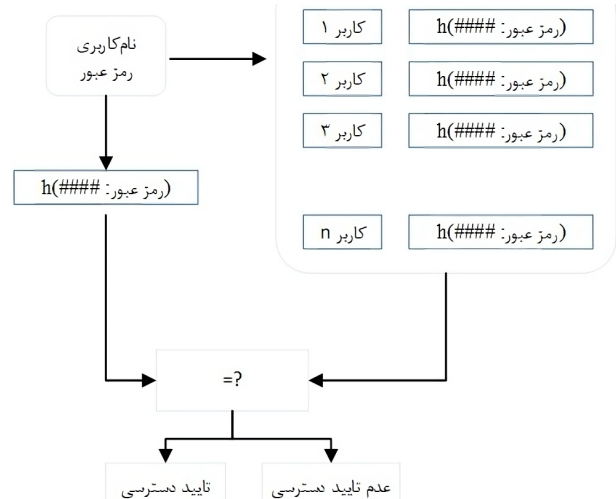 نام‌کاربری
رمز عبور
کاربر ۱
h(#### :رمز عبور)
کاربر ۲
h(#### :رمز عبور)
کاربر ۳
h(#### :رمز عبور)
h(#### :رمز عبور)
کاربر n
h(#### :رمز عبور)
=?
تایید دسترسی
عدم تایید دسترسی